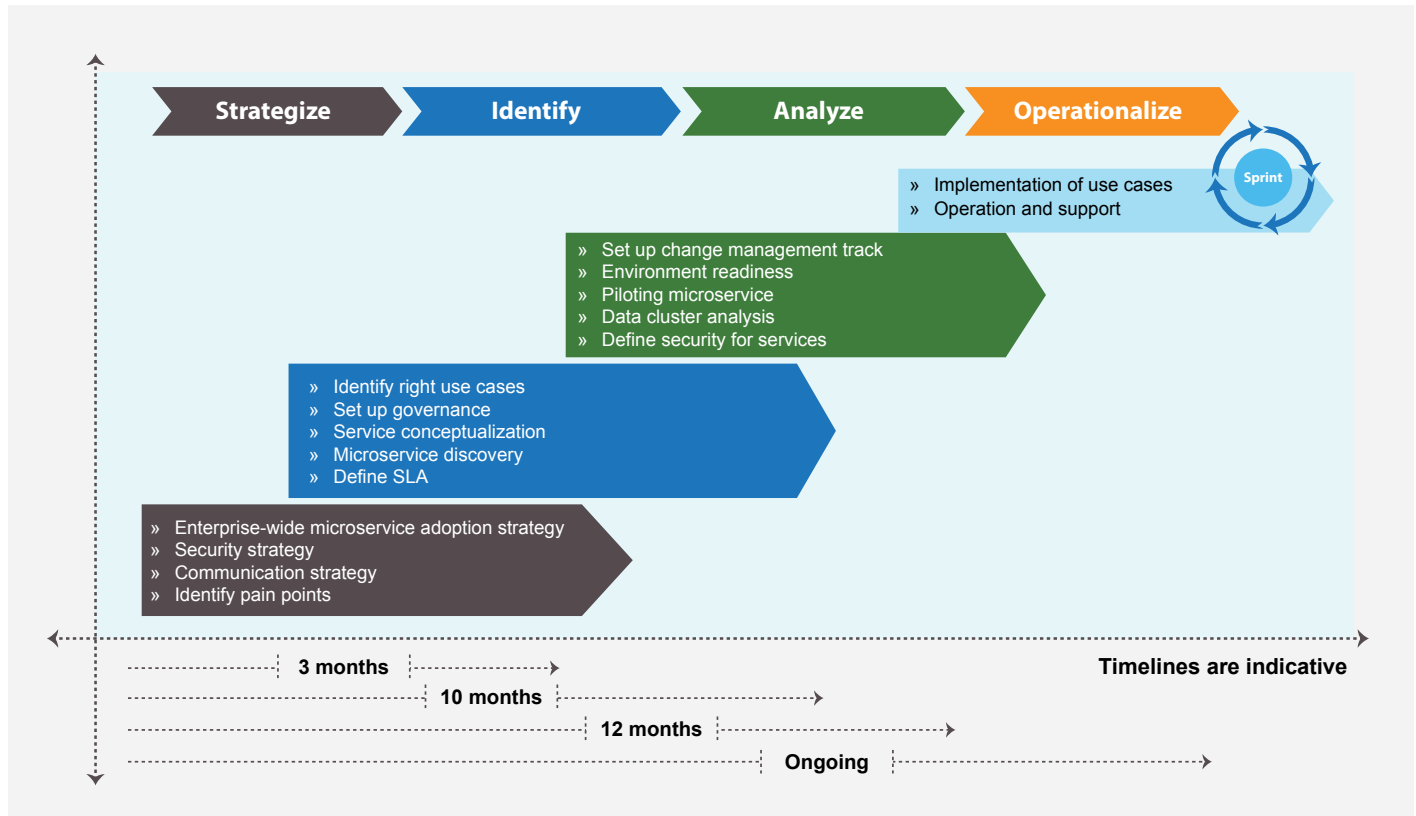 Strategize
Identify
Analyze
Operationalize
Sprint
» Implementation of use cases
» Operation and support
» Set up change management track
» Environment readiness
» Piloting microservice
» Data cluster analysis
» Define security for services
» Identify right use cases
» Set up governance
» Service conceptualization
» Microservice discovery
» Define SLA
» Enterprise-wide microservice adoption strategy
» Security strategy
» Communication strategy
» Identify pain points
3 months
Timelines are indicative
10 months
12 months
Ongoing